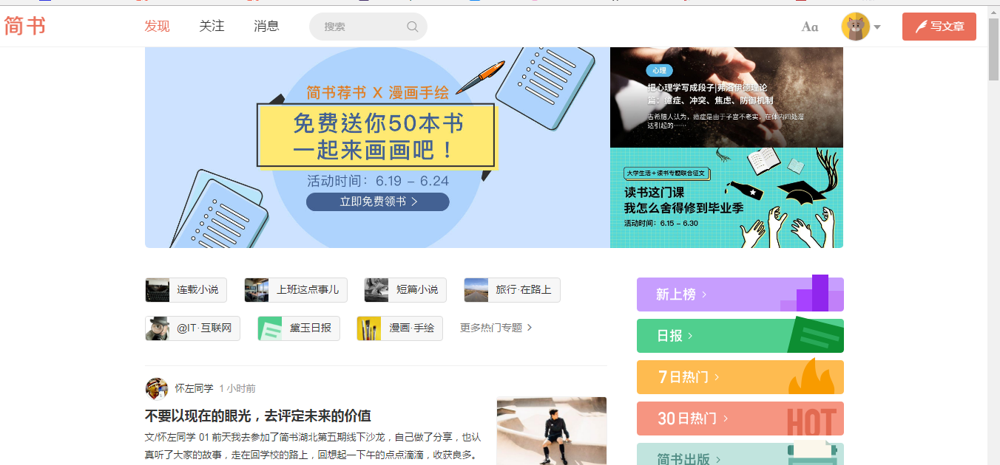 简书
发现 关注 消息 搜索 Aa 写文章
简书荐书 X 漫画手绘
免费送你50本书
一起来画画吧！
活动时间：6.19 – 6.24
立即免费领书 >
心理
把心理学写成段子|弗洛伊德理论
篇：癔症、冲突、焦虑、防御机制
古希腊人认为，癔症是由于子宫不老实，在体内四处溜
达引起的……
大学生活＋读书专题联合征文
读书这门课
我怎么舍得修到毕业季
活动时间：6.15 – 6.30
连载小说 上班这点事儿 短篇小说 旅行·在路上
@IT·互联网 黛玉日报 漫画·手绘 更多热门专题 >
怀左同学 1 小时前
不要以现在的眼光，去评定未来的价值
文/怀左同学 01 前天我去参加了简书湖北第五期线下沙龙，自己做了分享，也认
真听了大家的故事，走在回学校的路上，回想起一下午的点点滴滴，收获良多。
新上榜 >
日报 >
7日热门 >
30日热门 >
HOT
简书出版 >